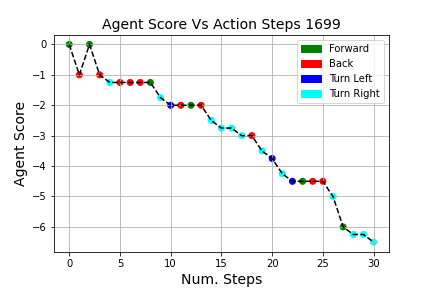 Agent Score Vs Action Steps 1699
Agent Score
0
−1
−2
−3
−4
−5
−6
Forward
Back
Turn Left
Turn Right
0 5 10 15 20 25 30
Num. Steps